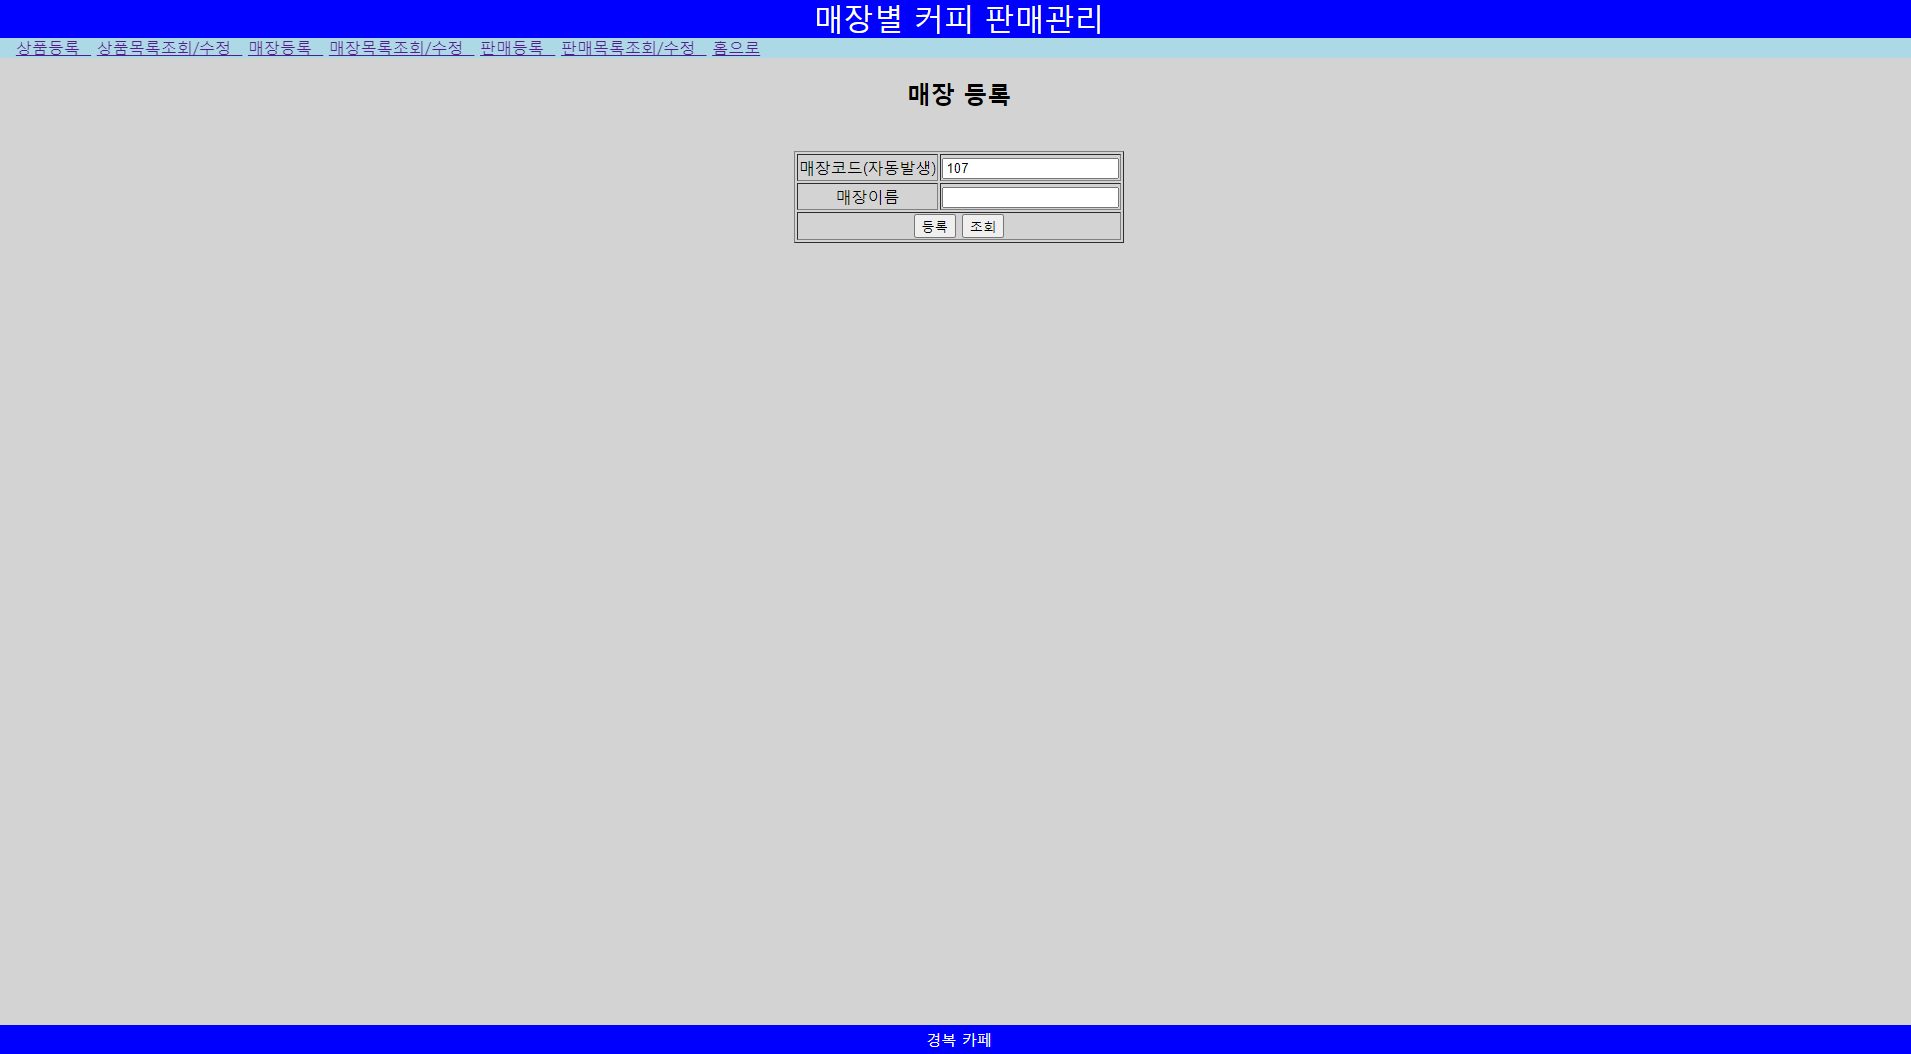 매장별 커피 판매관리
상품등록 상품목록조회/수정 매장등록 매장목록조회/수정 판매등록 판매목록조회/수정 홈으로
매장 등록
매장코드(자동발생) 107
매장이름
등록 조회
경복 카페